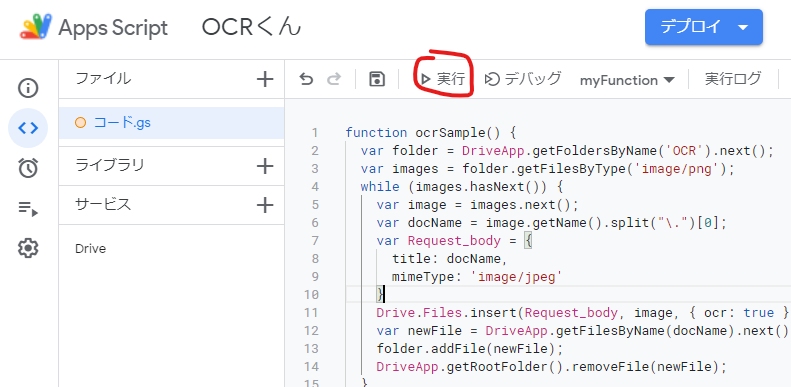 Apps Script OCRくん デプロイ
ファイル
実行 デバッグ myFunction 実行ログ
コード.gs
ライブラリ
サービス
Drive
1 function ocrSample() {
2 var folder = DriveApp.getFoldersByName('OCR').next();
3 var images = folder.getFilesByType('image/png');
4 while (images.hasNext()) {
5 var image = images.next();
6 var docName = image.getName().split("\.")[0];
7 var Request_body = {
8 title: docName,
9 mimeType: 'image/jpeg'
10 }
11 Drive.Files.insert(Request_body, image, { ocr: true }
12 var newFile = DriveApp.getFilesByName(docName).next()
13 folder.addFile(newFile);
14 DriveApp.getRootFolder().removeFile(newFile);
15 }